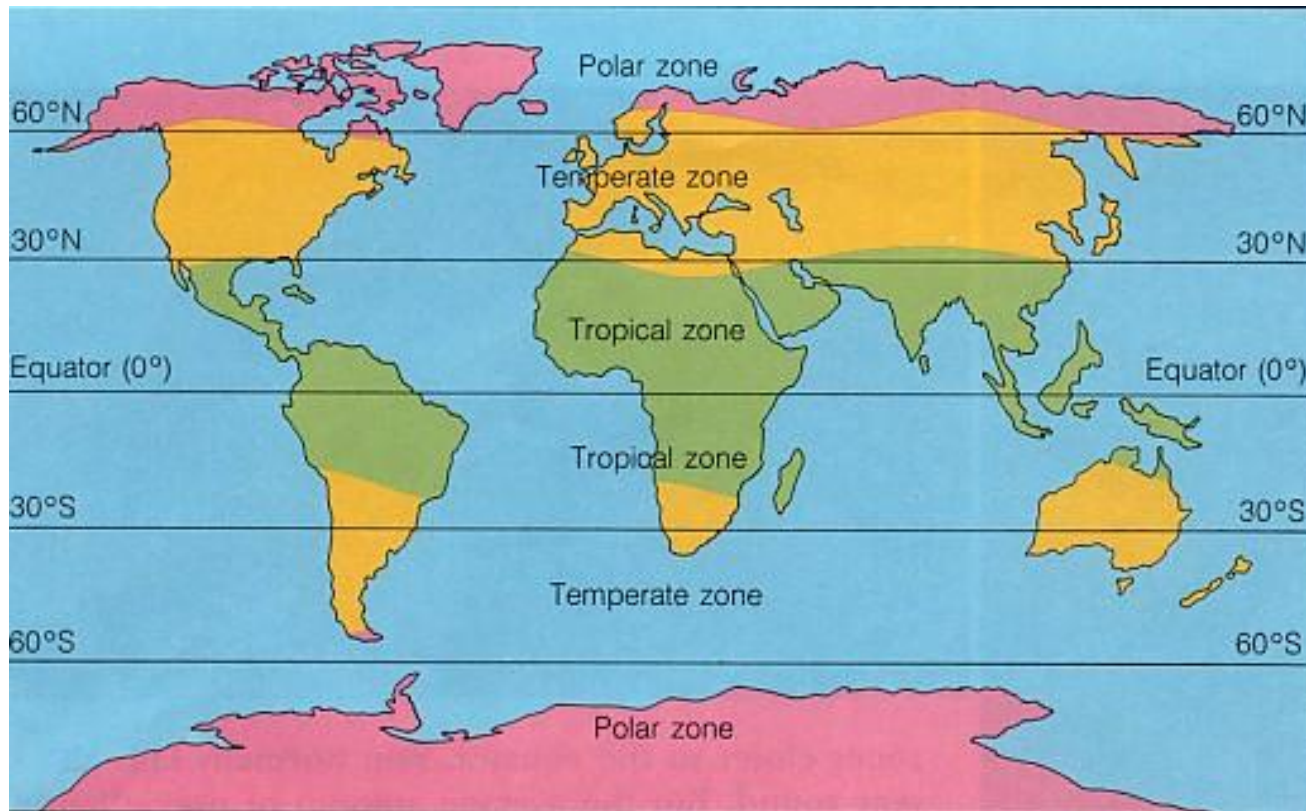 Polar zone
60°N
60°N
Temperate zone
30°N
30°N
Tropical zone
Equator (0°)
Equator (0°)
Tropical zone
30°S
30°S
Temperate zone
60°S
60°S
Polar zone